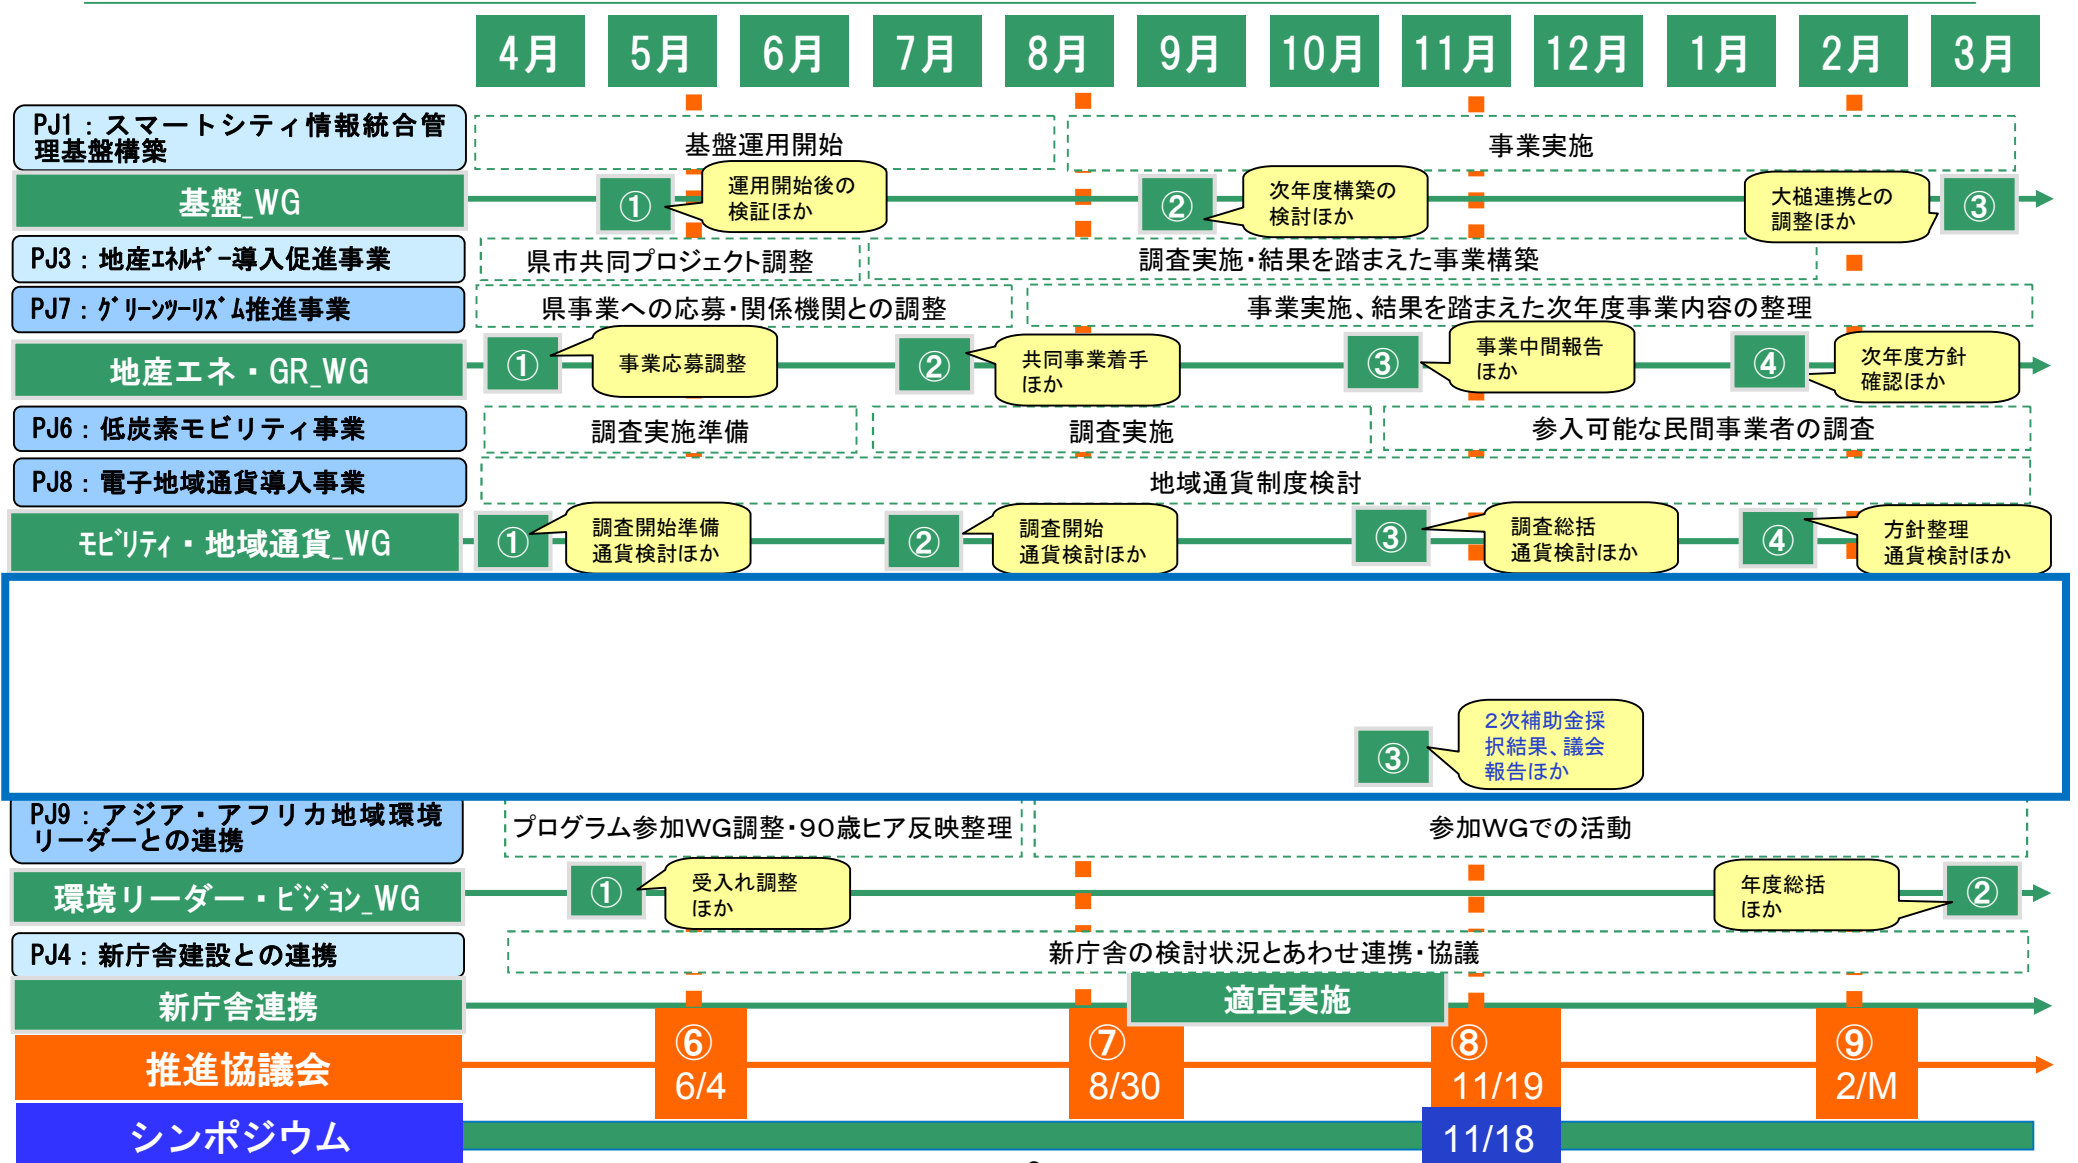 4月 5月 6月 7月 8月 9月 10月 11月 12月 1月 2月 3月
PJ1：スマートシティ情報統合管
理基盤構築
基盤運用開始
事業実施
基盤_WG
①
運用開始後の
検証ほか
②
次年度構築の
検討ほか
大槌連携との
調整ほか
③
PJ3：地産ｴﾈﾙｷﾞｰ導入促進事業
県市共同プロジェクト調整
調査実施・結果を踏まえた事業構築
PJ7：ｸﾞﾘｰﾝﾂｰﾘｽﾞﾑ推進事業
県事業への応募・関係機関との調整
事業実施、結果を踏まえた次年度事業内容の整理
地産エネ・GR_WG
①
事業応募調整
②
共同事業着手
ほか
③
事業中間報告
ほか
④
次年度方針
確認ほか
PJ6：低炭素モビリティ事業
調査実施準備
調査実施
参入可能な民間事業者の調査
PJ8：電子地域通貨導入事業
地域通貨制度検討
ﾓﾋﾞﾘﾃｨ・地域通貨_WG
①
調査開始準備
通貨検討ほか
②
調査開始
通貨検討ほか
③
調査総括
通貨検討ほか
④
方針整理
通貨検討ほか
③
2次補助金採
択結果、議会
報告ほか
PJ9：アジア・アフリカ地域環境
リーダーとの連携
プログラム参加WG調整・90歳ヒア反映整理
参加WGでの活動
環境リーダー・ﾋﾞｼﾞｮﾝ_WG
①
受入れ調整
ほか
年度総括
ほか
②
PJ4：新庁舎建設との連携
新庁舎の検討状況とあわせ連携・協議
新庁舎連携
適宜実施
推進協議会
⑥
6/4
⑦
8/30
⑧
11/19
⑨
2/M
シンポジウム
11/18